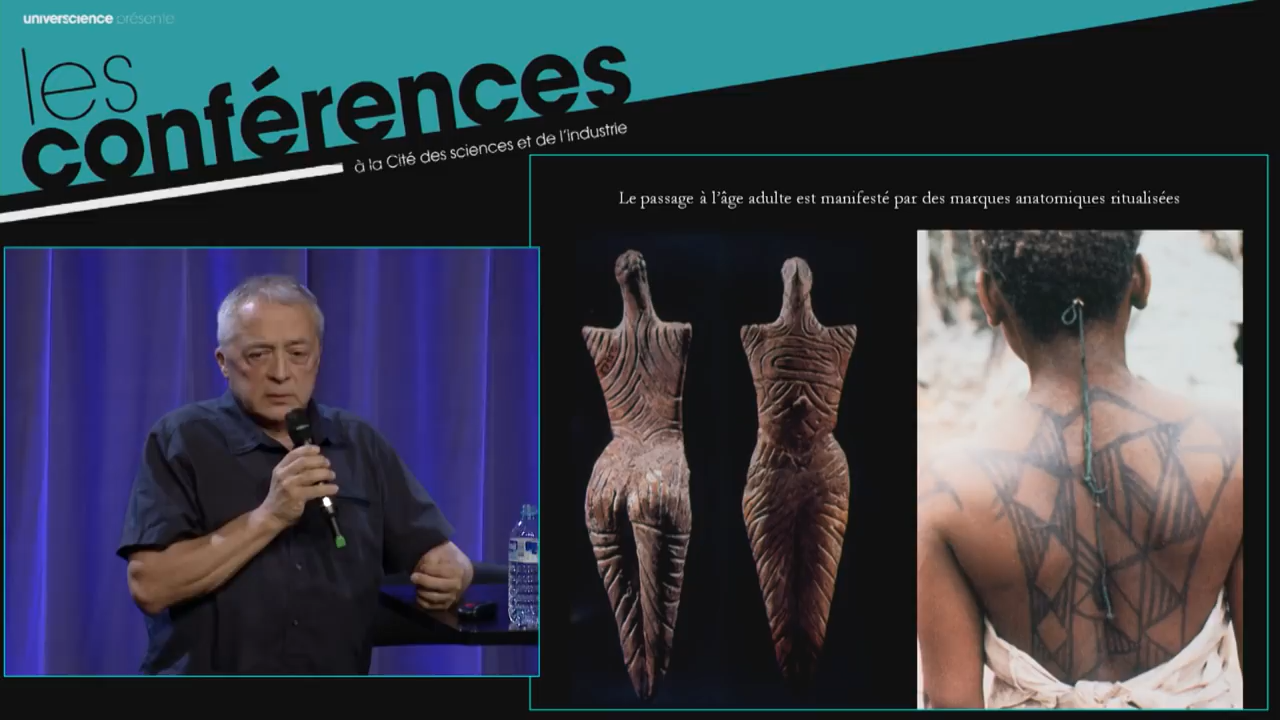 universcience présente
les
conférences
à la Cité des sciences et de l'industrie
Le passage à l'âge adulte est manifesté par des marques anatomiques ritualisées